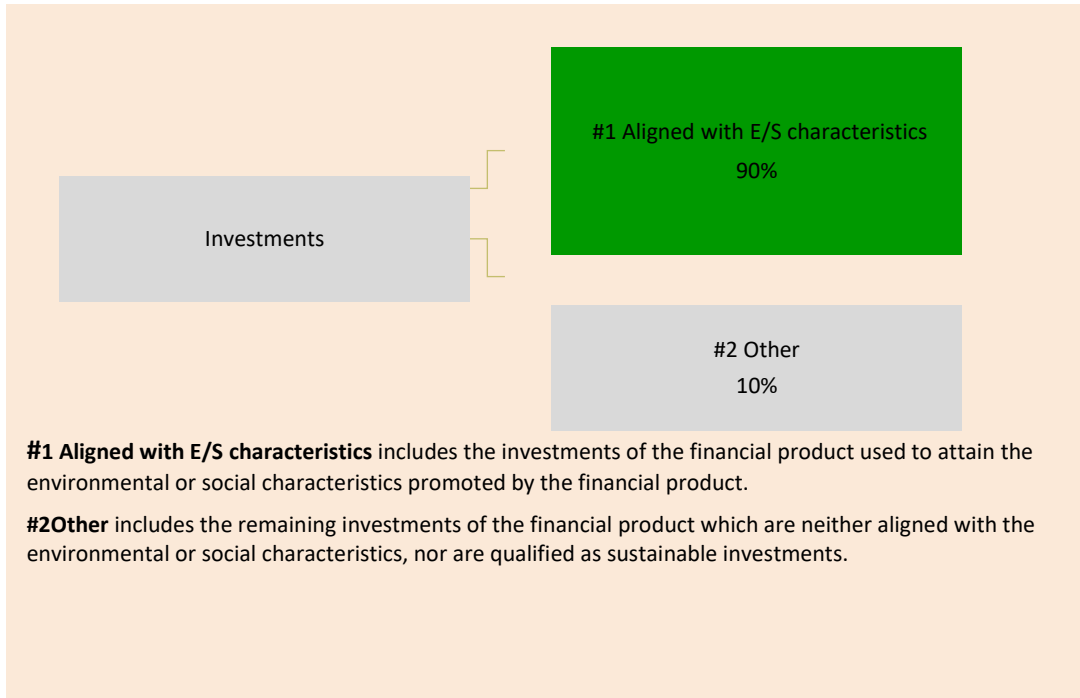 #1 Aligned with E/S characteristics
90%
Investments
#2 Other
10%
#1 Aligned with E/S characteristics includes the investments of the financial product used to attain the
environmental or social characteristics promoted by the financial product.
#2Other includes the remaining investments of the financial product which are neither aligned with the
environmental or social characteristics, nor are qualified as sustainable investments.